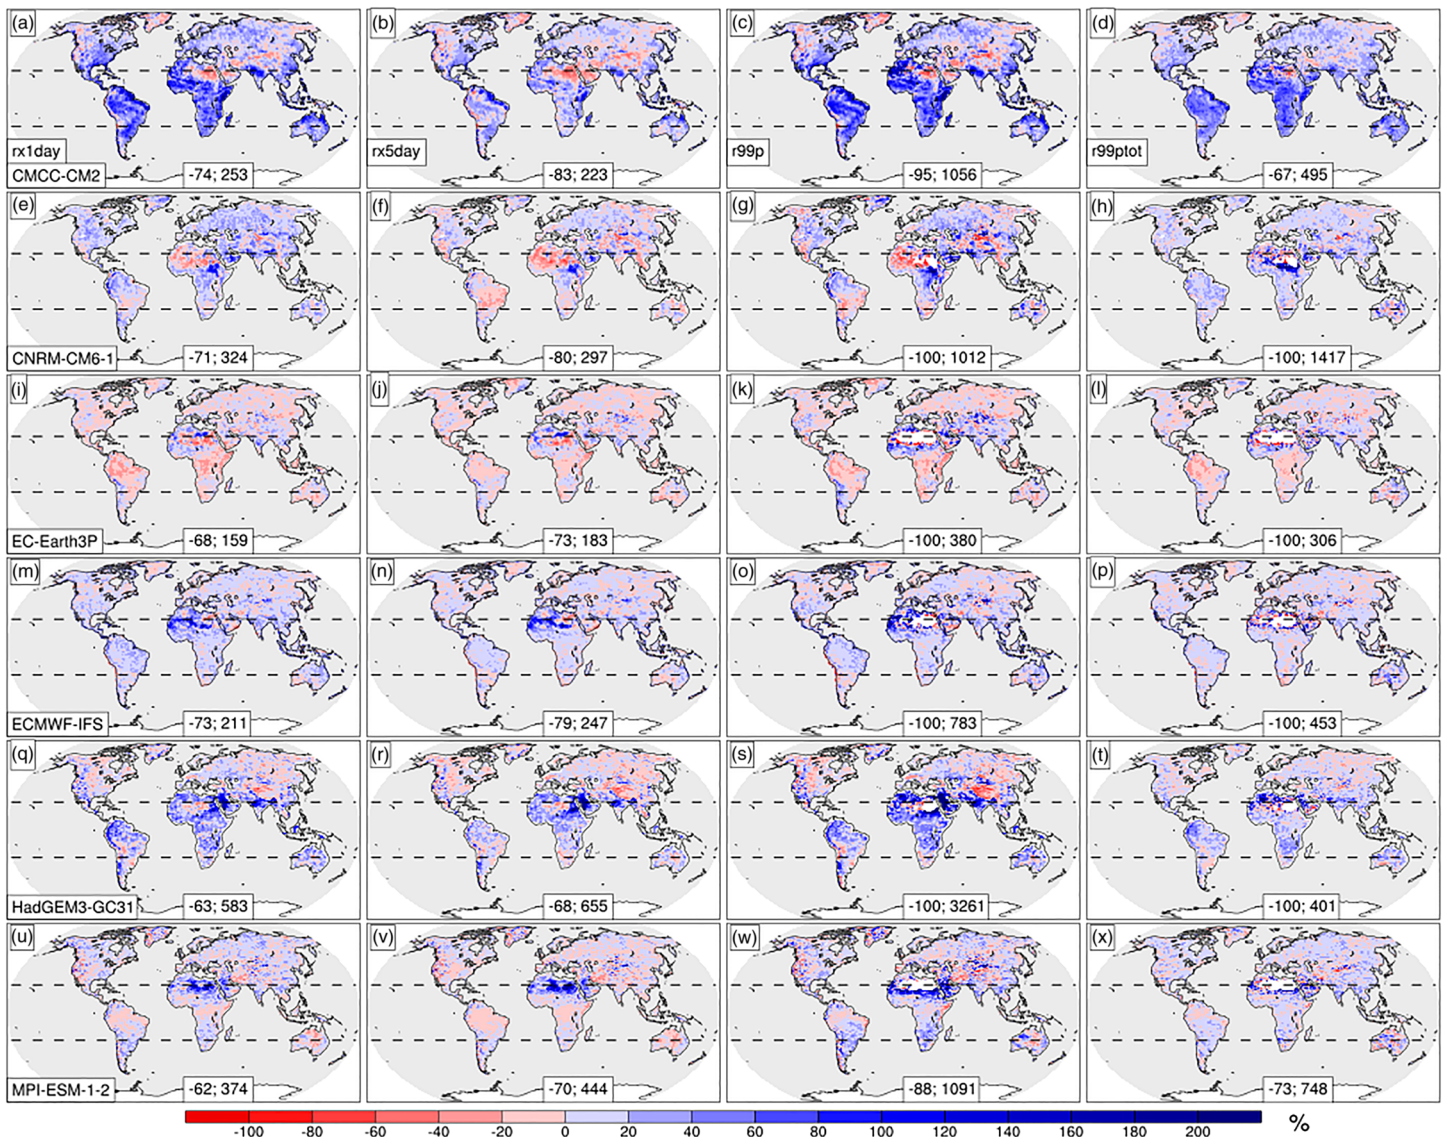 (a) (b) (c) (d)
rx1day rx5day r99p r99ptot
CMCC-CM2 -74; 253 -83; 223 -95; 1056 -67; 495
(e) (f) (g) (h)
CNRM-CM6-1 -71; 324 -80; 297 -100; 1012 -100; 1417
(i) (j) (k) (l)
EC-Earth3P -68; 159 -73; 183 -100; 380 -100; 306
(m) (n) (o) (p)
ECMWF-IFS -73; 211 -79; 247 -100; 783 -100; 453
(q) (r) (s) (t)
HadGEM3-GC31 -63; 583 -68; 655 -100; 3261 -100; 401
(u) (v) (w) (x)
MPI-ESM-1-2 -62; 374 -70; 444 -88; 1091 -73; 748
-100 -80 -60 -40 -20 0 20 40 60 80 100 120 140 160 180 200 %